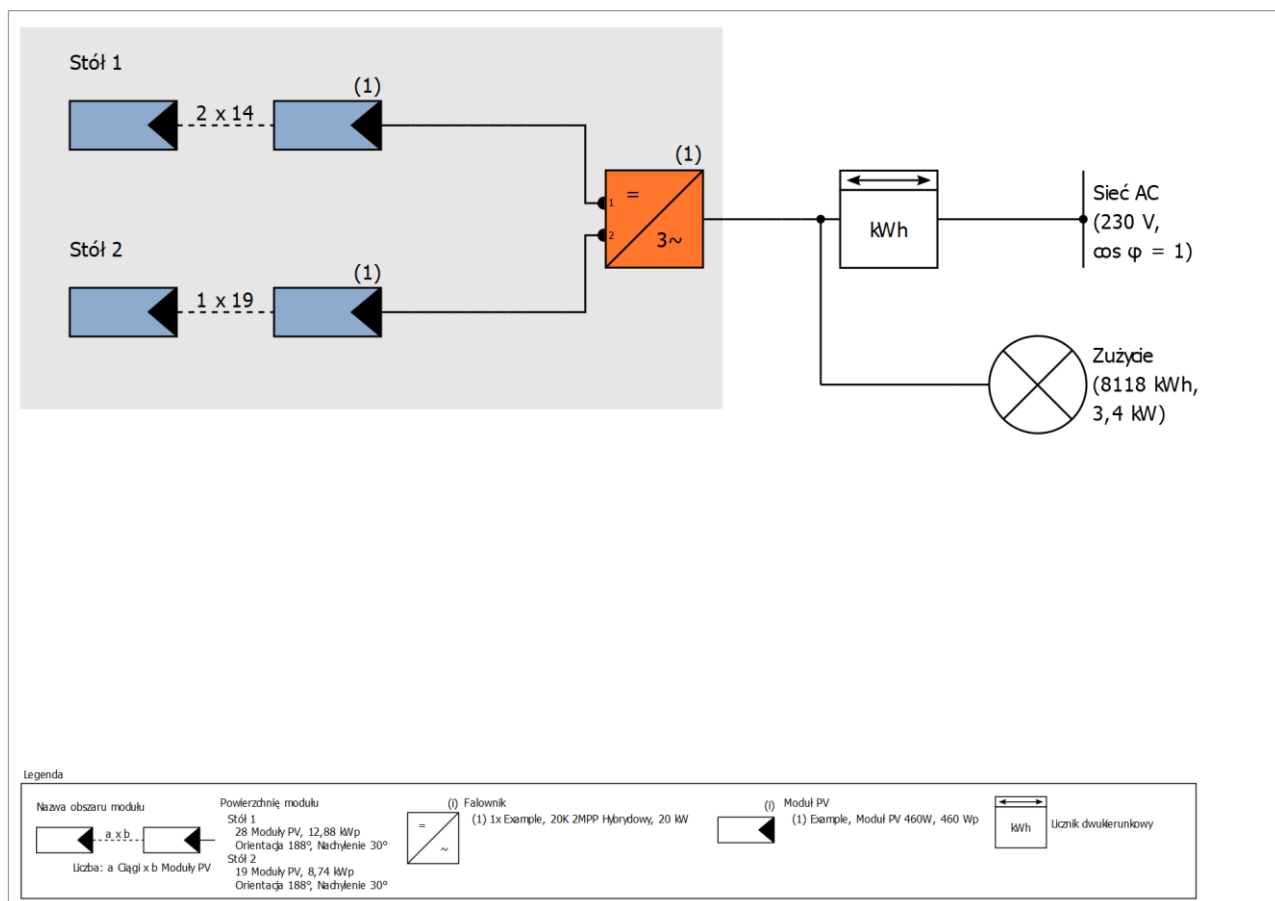 Stół 1
2 x 14
(1)
(1)
1
=
2
3~
kWh
Sieć AC
(230 V,
cos φ = 1)
Stół 2
1 x 19
(1)
Zużycie
(8118 kWh,
3,4 kW)
Legenda
Nazwa obszaru modułu
a x b
Liczba: a Ciągi x b Moduły PV
Powierzchnię modułu
Stół 1
28 Moduły PV, 12,88 kWp
Orientacja 188°, Nachylenie 30°
Stół 2
19 Moduły PV, 8,74 kWp
Orientacja 188°, Nachylenie 30°
=
~
(i) Falownik
(1) 1x Example, 20K 2MPP Hybrydowy, 20 kW
(i) Moduł PV
(1) Example, Moduł PV 460W, 460 Wp
kWh
Licznik dwukierunkowy